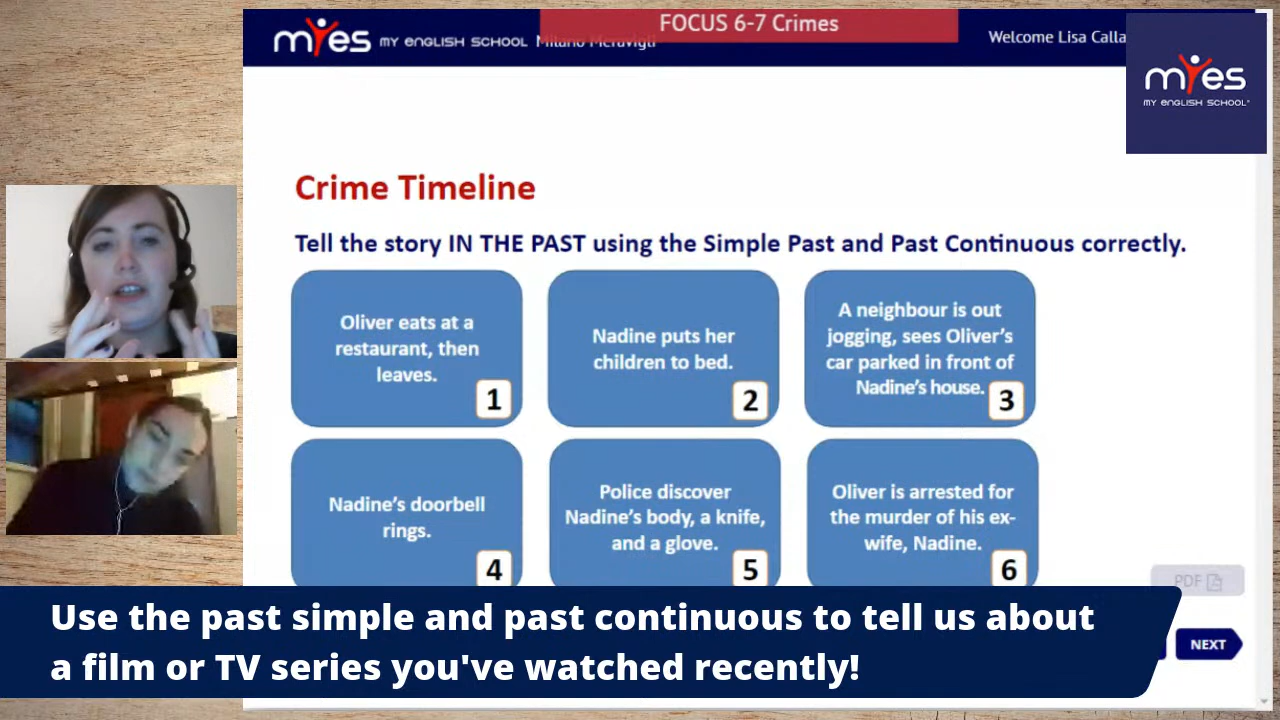 FOCUS 6-7 Crimes
myes MY ENGLISH SCHOOL Milano Meravigli
Welcome Lisa Calla
myes
MY ENGLISH SCHOOL
Crime Timeline
Tell the story IN THE PAST using the Simple Past and Past Continuous correctly.
Oliver eats at a
restaurant, then
leaves.
1
Nadine puts her
children to bed.
2
A neighbour is out
jogging, sees Oliver's
car parked in front of
Nadine's house.
3
Nadine's doorbell
rings.
4
Police discover
Nadine's body, a knife,
and a glove.
5
Oliver is arrested for
the murder of his ex-
wife, Nadine.
6
PDF
NEXT
Use the past simple and past continuous to tell us about
a film or TV series you've watched recently!